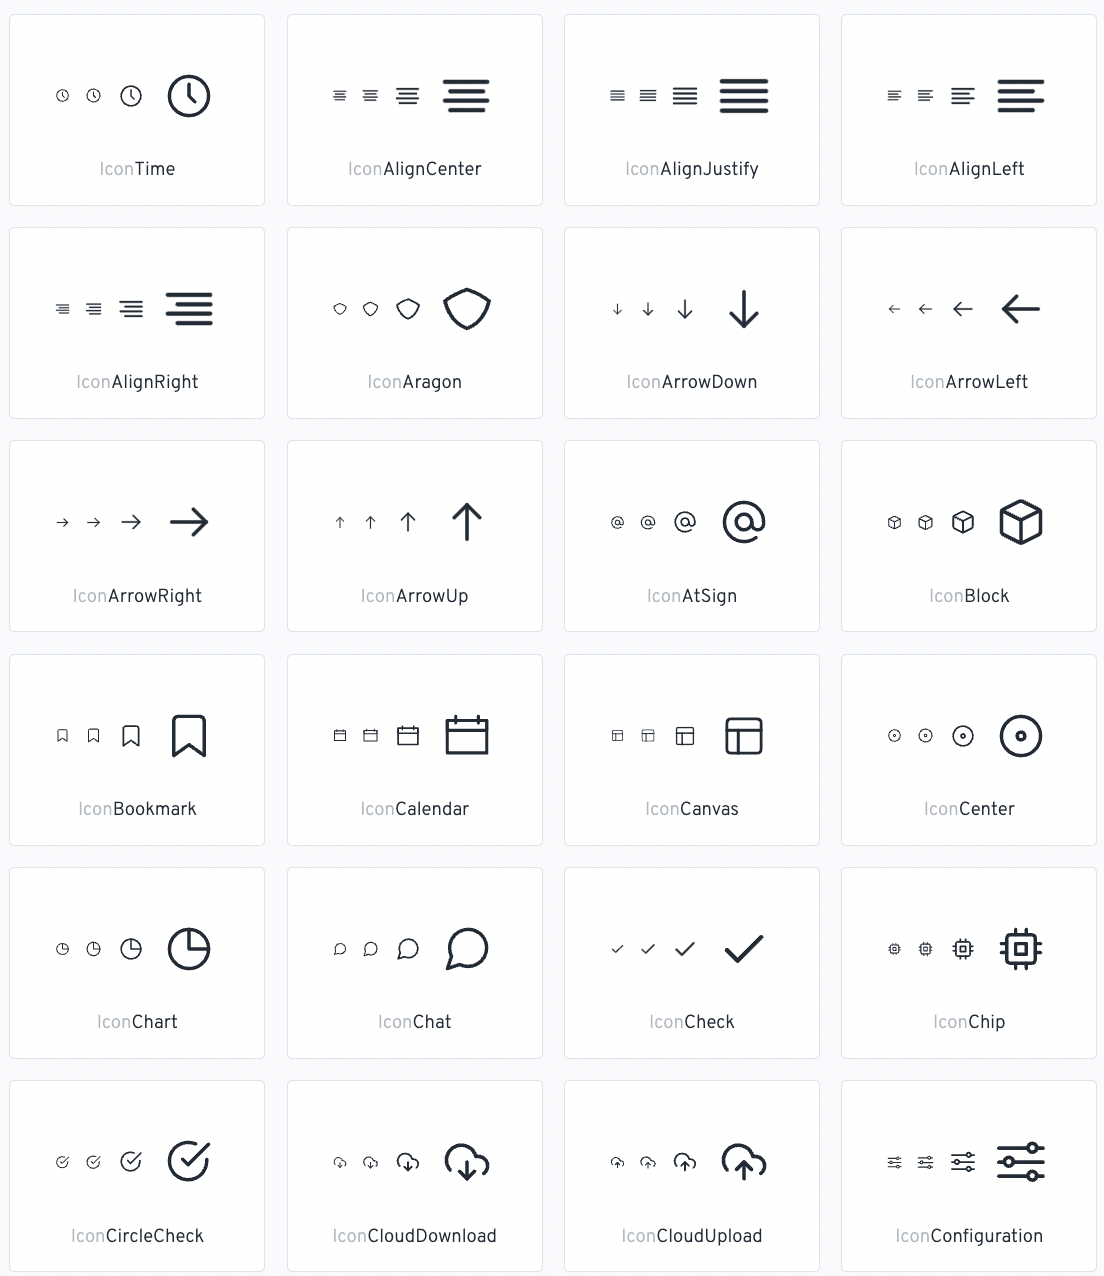 IconTime
IconAlignCenter
IconAlignJustify
IconAlignLeft
IconAlignRight
IconAragon
IconArrowDown
IconArrowLeft
IconArrowRight
IconArrowUp
IconAtSign
IconBlock
IconBookmark
IconCalendar
IconCanvas
IconCenter
IconChart
IconChat
IconCheck
IconChip
IconCircleCheck
IconCloudDownload
IconCloudUpload
IconConfiguration